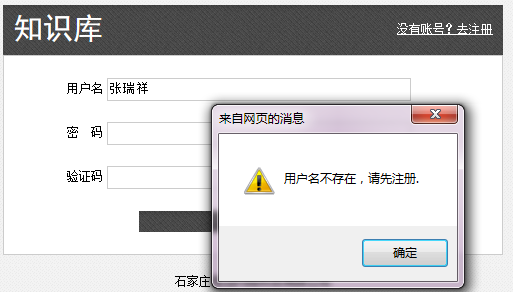 知识库
没有账号？去注册
用户名 张瑞祥
来自网页的消息
密 码
用户名不存在，请先注册.
验证码
确定
石家庄